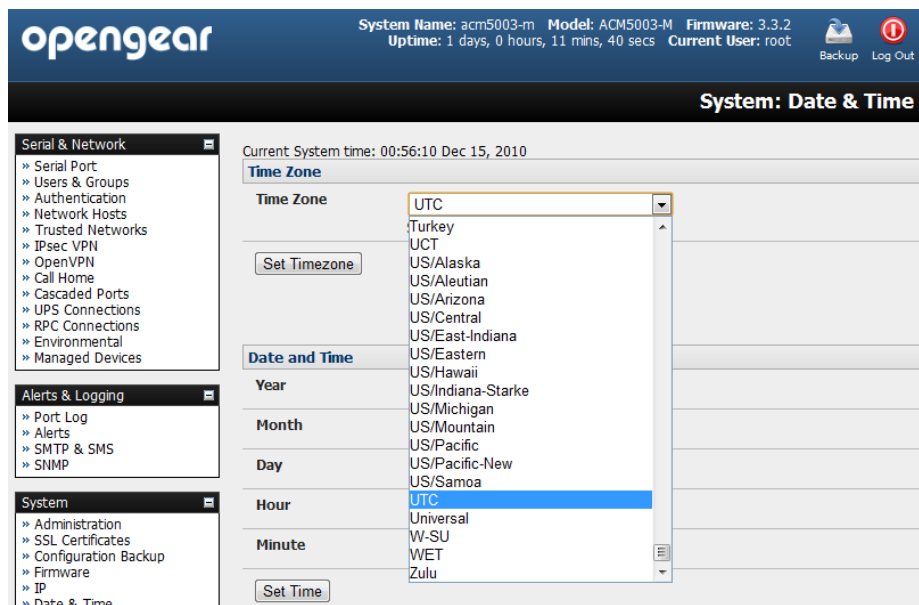 opengear
System Name: acm5003-m Model: ACM5003-M Firmware: 3.3.2
Uptime: 1 days, 0 hours, 11 mins, 40 secs Current User: root
Backup
Log Out
System: Date & Time
Serial & Network
» Serial Port
» Users & Groups
» Authentication
» Network Hosts
» Trusted Networks
» IPsec VPN
» OpenVPN
» Call Home
» Cascaded Ports
» UPS Connections
» RPC Connections
» Environmental
» Managed Devices
Alerts & Logging
» Port Log
» Alerts
» SMTP & SMS
» SNMP
System
» Administration
» SSL Certificates
» Configuration Backup
» Firmware
» IP
» Date & Time
Current System time: 00:56:10 Dec 15, 2010
Time Zone
Time Zone
UTC
Turkey
UCT
US/Alaska
US/Aleutian
US/Arizona
US/Central
US/East-Indiana
US/Eastern
US/Hawaii
US/Indiana-Starke
US/Michigan
US/Mountain
US/Pacific
US/Pacific-New
US/Samoa
UTC
Universal
W-SU
WET
Zulu
Set Timezone
Date and Time
Year
Month
Day
Hour
Minute
Set Time